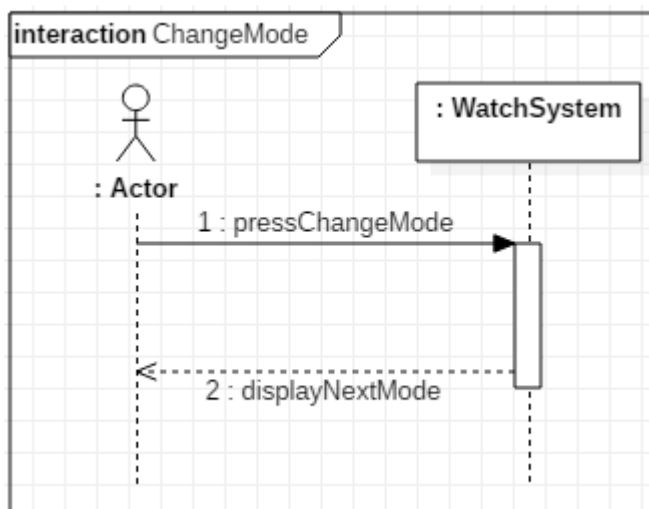 interaction ChangeMode
: WatchSystem
: Actor
1 : pressChangeMode
2 : displayNextMode